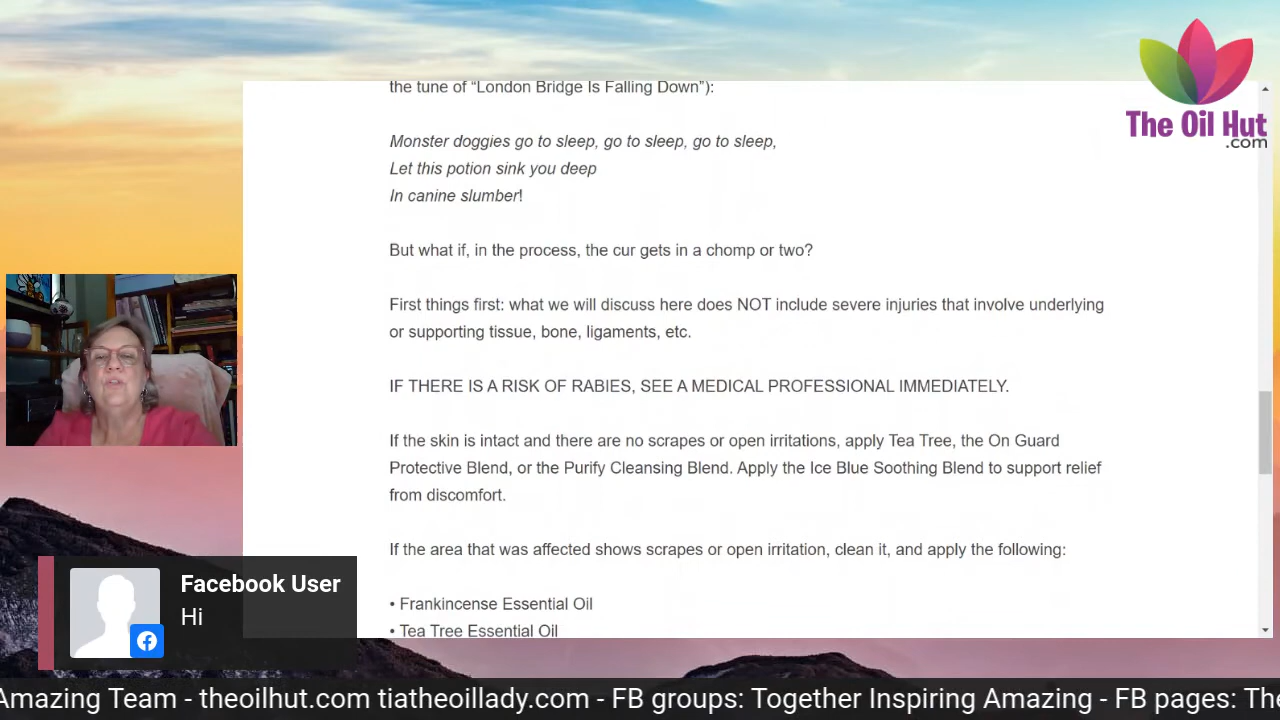 the tune of “London Bridge Is Falling Down”):
Monster doggies go to sleep, go to sleep, go to sleep,
Let this potion sink you deep
In canine slumber!
But what if, in the process, the cur gets in a chomp or two?
First things first: what we will discuss here does NOT include severe injuries that involve underlying
or supporting tissue, bone, ligaments, etc.
IF THERE IS A RISK OF RABIES, SEE A MEDICAL PROFESSIONAL IMMEDIATELY.
If the skin is intact and there are no scrapes or open irritations, apply Tea Tree, the On Guard
Protective Blend, or the Purify Cleansing Blend. Apply the Ice Blue Soothing Blend to support relief
from discomfort.
If the area that was affected shows scrapes or open irritation, clean it, and apply the following:
• Frankincense Essential Oil
• Tea Tree Essential Oil
The Oil Hut
.com
Facebook User
Hi
Amazing Team - theoilhut.com tiatheoillady.com - FB groups: Together Inspiring Amazing - FB pages: The